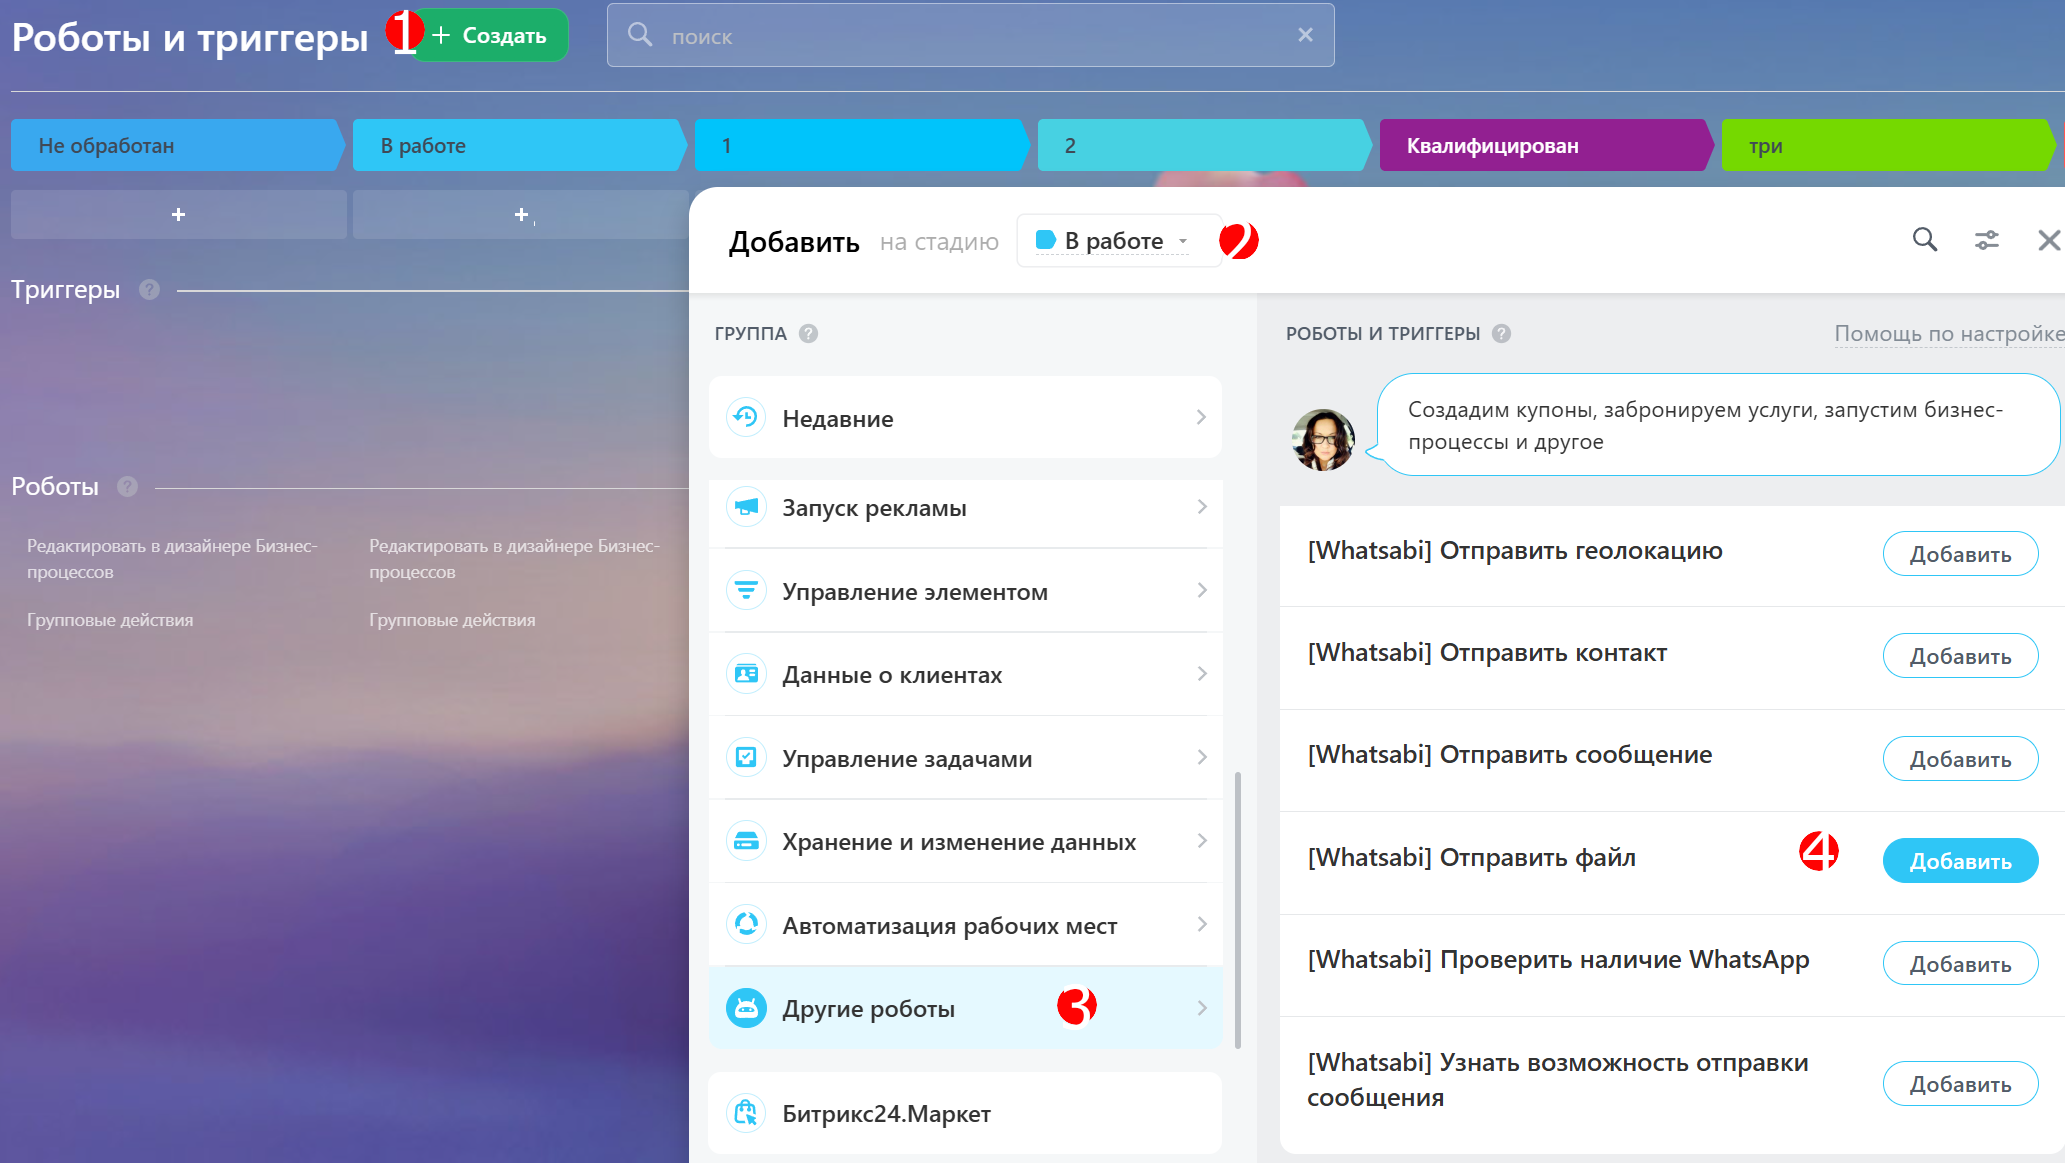 Роботы и триггеры
1
+ Создать
поиск
Не обработан
В работе
1
2
Квалифицирован
три
+
+
Триггеры ?
Роботы ?
Редактировать в дизайнере Бизнес-
процессов
Групповые действия
Редактировать в дизайнере Бизнес-
процессов
Групповые действия
Добавить на стадию В работе
2
ГРУППА ?
Недавние
Запуск рекламы
Управление элементом
Данные о клиентах
Управление задачами
Хранение и изменение данных
Автоматизация рабочих мест
Другие роботы
3
Битрикс24.Маркет
РОБОТЫ И ТРИГГЕРЫ ?
Помощь по настройке
Создадим купоны, забронируем услуги, запустим бизнес-
процессы и другое
[Whatsabi] Отправить геолокацию
Добавить
[Whatsabi] Отправить контакт
Добавить
[Whatsabi] Отправить сообщение
Добавить
[Whatsabi] Отправить файл
4
Добавить
[Whatsabi] Проверить наличие WhatsApp
Добавить
[Whatsabi] Узнать возможность отправки
сообщения
Добавить